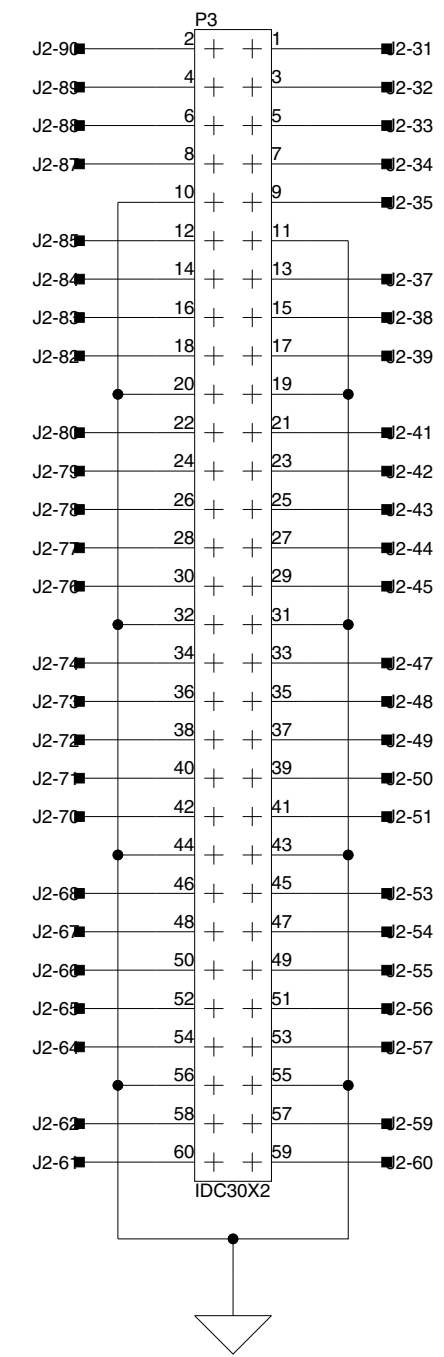 P3
J2-90 2 1 J2-31
J2-89 4 3 J2-32
J2-88 6 5 J2-33
J2-87 8 7 J2-34
10 9 J2-35
J2-85 12 11
J2-84 14 13 J2-37
J2-83 16 15 J2-38
J2-82 18 17 J2-39
20 19
J2-80 22 21 J2-41
J2-79 24 23 J2-42
J2-78 26 25 J2-43
J2-77 28 27 J2-44
J2-76 30 29 J2-45
32 31
J2-74 34 33 J2-47
J2-73 36 35 J2-48
J2-72 38 37 J2-49
J2-71 40 39 J2-50
J2-70 42 41 J2-51
44 43
J2-68 46 45 J2-53
J2-67 48 47 J2-54
J2-66 50 49 J2-55
J2-65 52 51 J2-56
J2-64 54 53 J2-57
56 55
J2-62 58 57 J2-59
J2-61 60 59 J2-60
IDC30X2